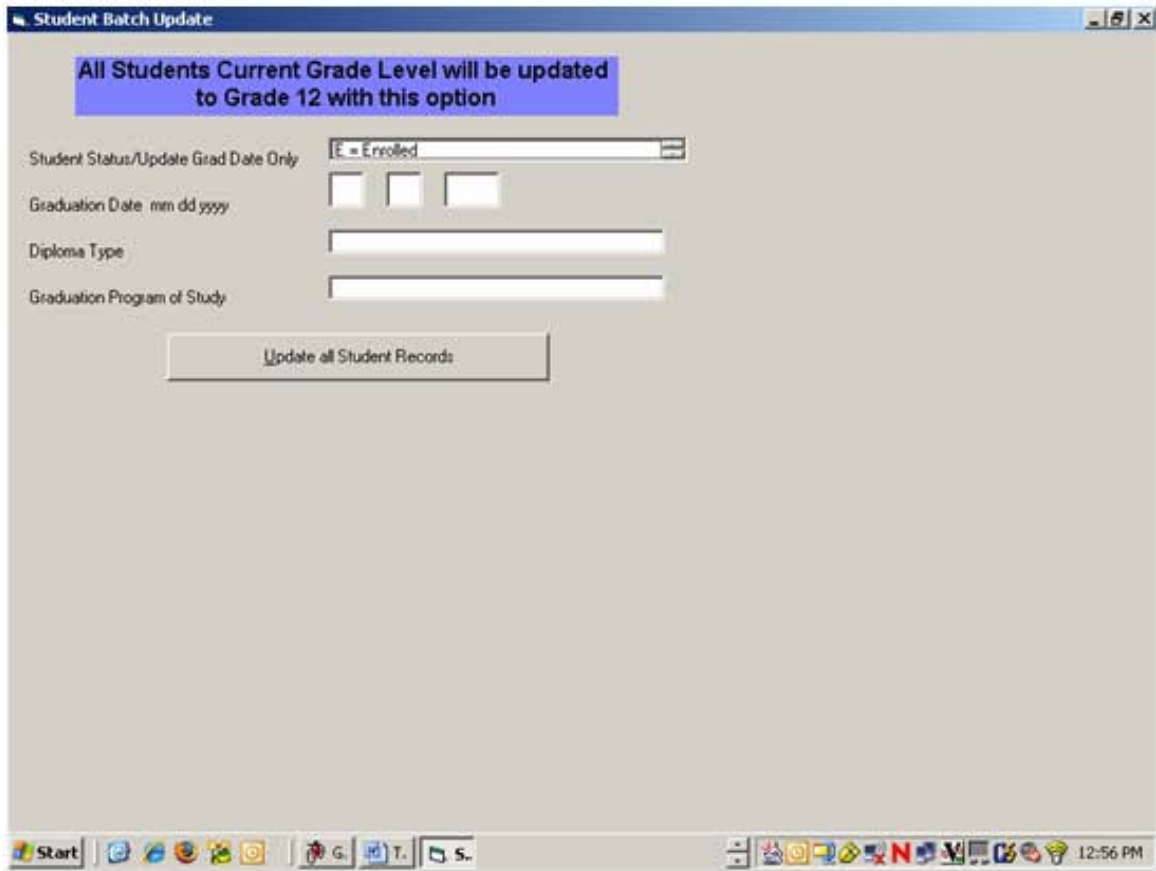 Student Batch Update
All Students Current Grade Level will be updated
to Grade 12 with this option
Student Status/Update Grad Date Only
E = Enrolled
Graduation Date mm dd yyyy
Diploma Type
Graduation Program of Study
Update all Student Records
Start
G.
T.
S..
N
12:56 PM